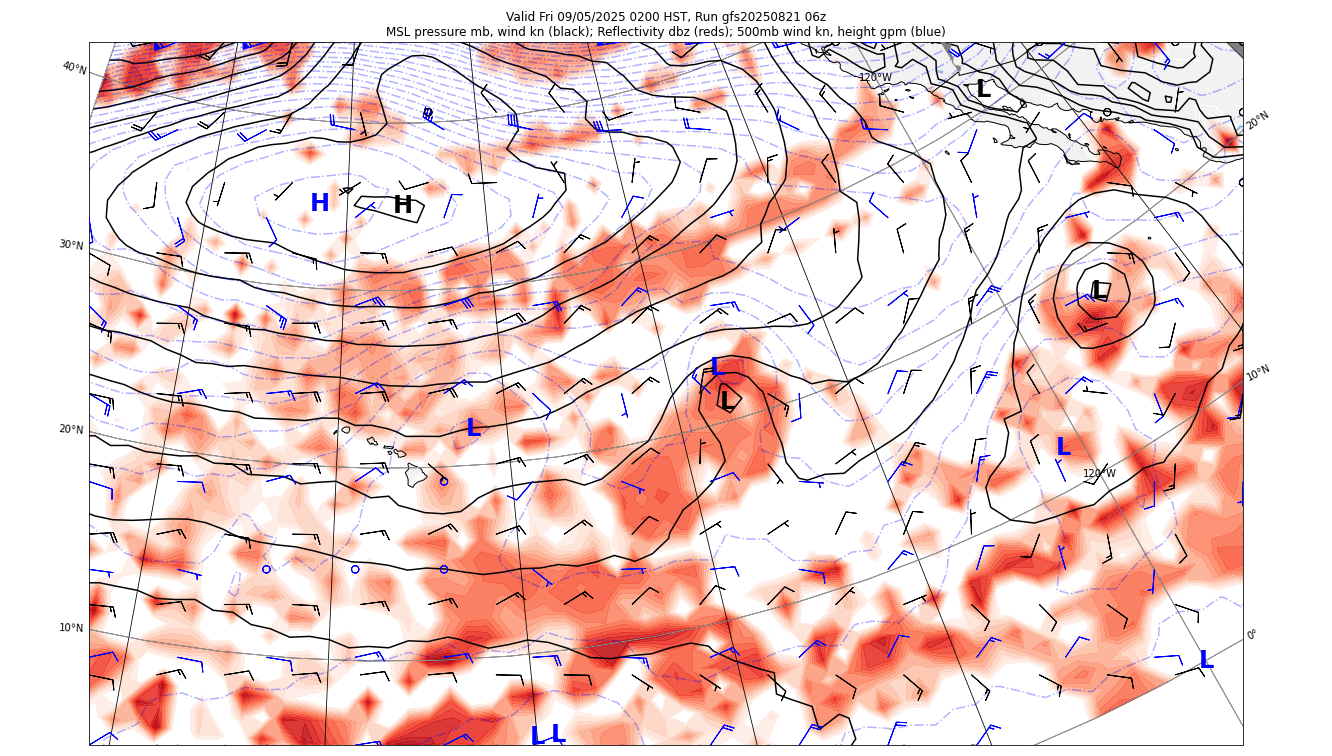 Valid Fri 09/05/2025 0200 HST, Run gfs20250821 06z
MSL pressure mb, wind kn (black); Reflectivity dbz (reds); 500mb wind kn, height gpm (blue)
40°N
120°W
L
20°N
H
H
30°N
L
L
10°N
L
20°N
L
L
120°W
10°N
0°
L
L
L